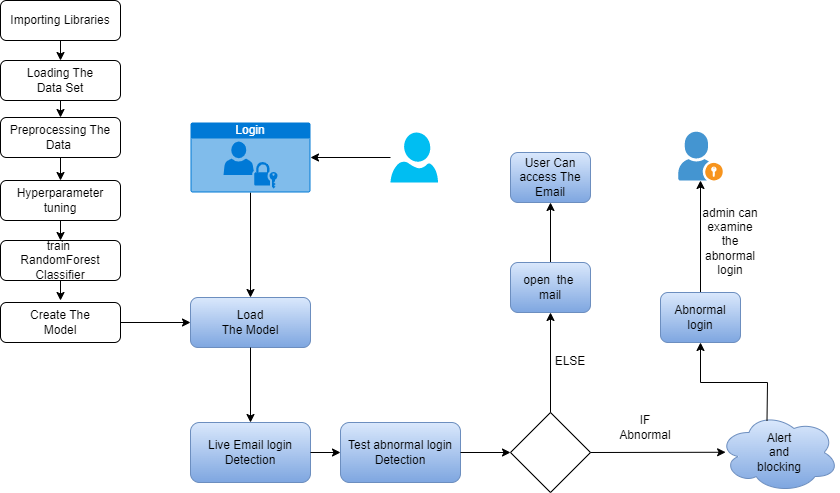 Importing Libraries
Loading The
Data Set
Preprocessing The
Data
Hyperparameter
tuning
train
RandomForest
Classifier
Create The
Model
Login
Load
The Model
Live Email login
Detection
Test abnormal login
Detection
User Can
access The
Email
open the
mail
ELSE
IF
Abnormal
admin can
examine
the
abnormal
login
Abnormal
login
Alert
and
blocking